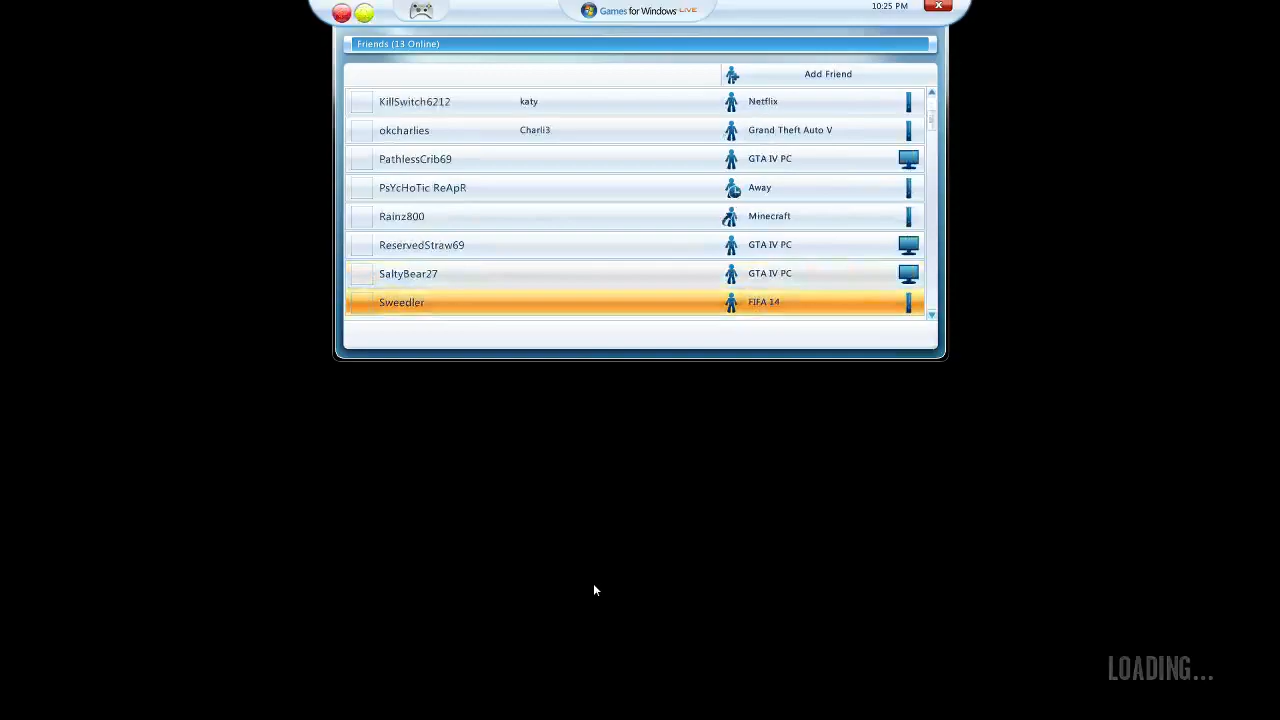 Games for Windows LIVE
10:25 PM
Friends (13 Online)
Add Friend
KillSwitch6212 katy Netflix
okcharlies Charli3 Grand Theft Auto V
PathlessCrib69 GTA IV PC
PsYcHoTic ReApR Away
Rainz800 Minecraft
ReservedStraw69 GTA IV PC
SaltyBear27 GTA IV PC
Sweedler FIFA 14
LOADING...